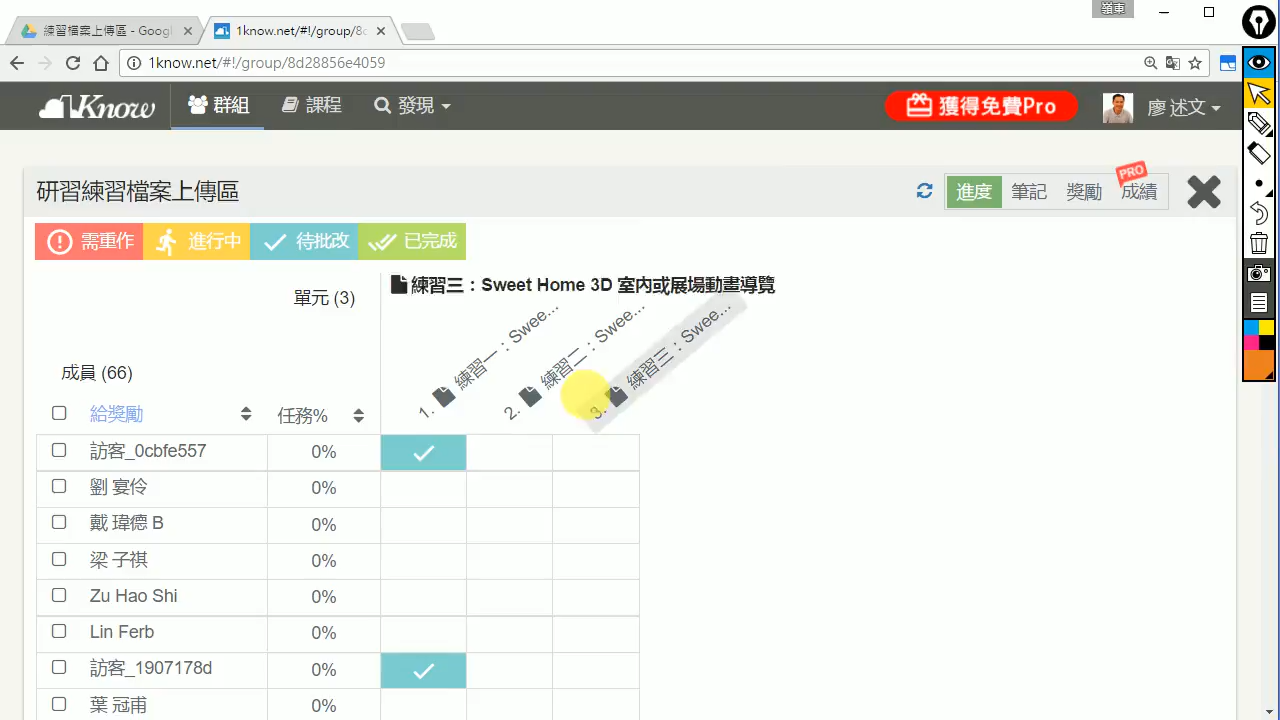 嶺東
練習檔案上傳區 - Googl
1know.net/#!/group/8c
1know.net/#!/group/8d28856e4059
1Know
群組
課程
發現
獲得免費Pro
廖 述文
研習練習檔案上傳區
進度
筆記
獎勵
成績
PRO
需重作
進行中
待批改
已完成
單元 (3)
練習三：Sweet Home 3D 室內或展場動畫導覽
1. 練習一：Swee...
2. 練習二：Swee...
3. 練習三：Swee...
成員 (66)
給獎勵
任務%
訪客_0cbfe557 0%
劉 宴伶 0%
戴 瑋德 B 0%
梁 子祺 0%
Zu Hao Shi 0%
Lin Ferb 0%
訪客_1907178d 0%
葉 冠甫 0%